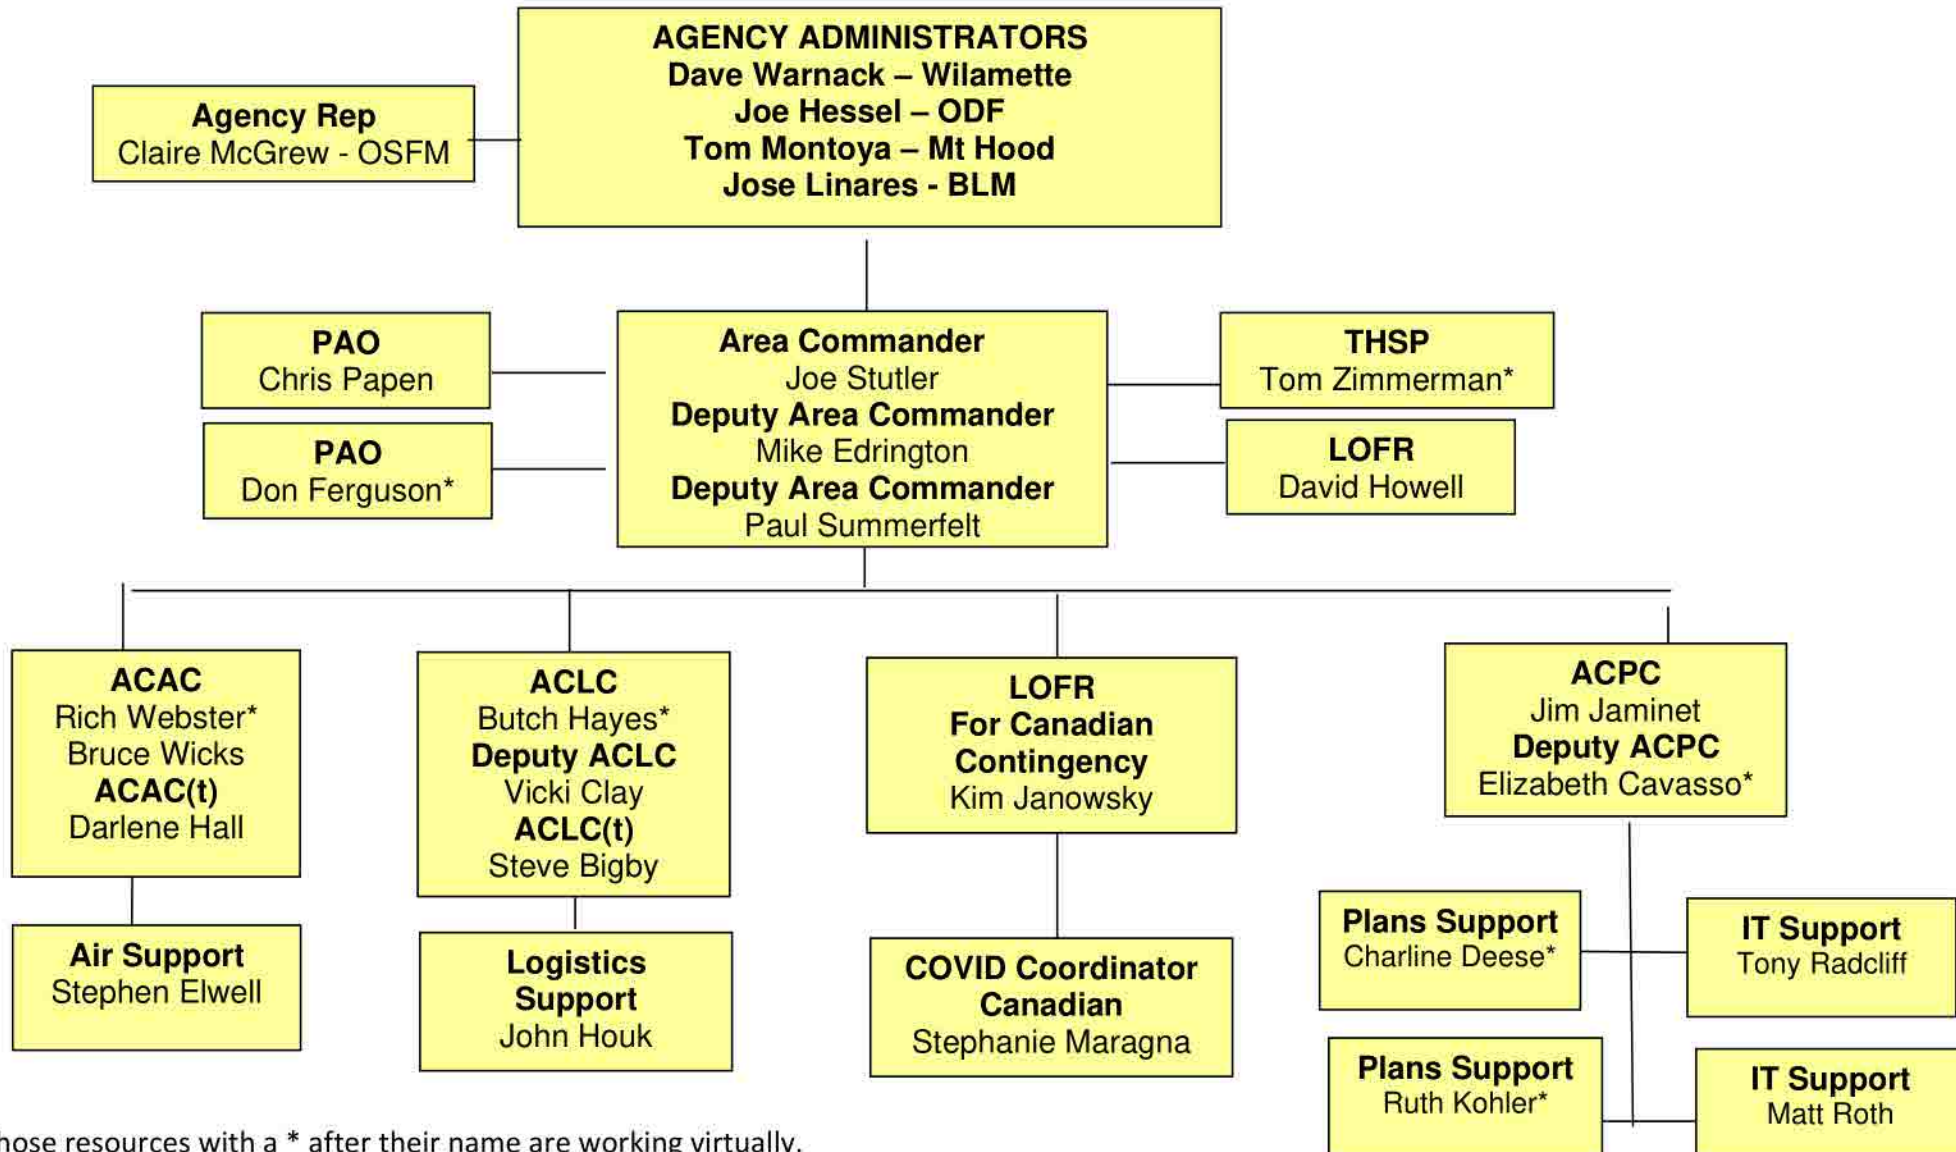 AGENCY ADMINISTRATORS
Dave Warnack – Wilamette
Joe Hessel – ODF
Tom Montoya – Mt Hood
Jose Linares - BLM
Agency Rep
Claire McGrew - OSFM
PAO
Chris Papen
PAO
Don Ferguson*
Area Commander
Joe Stutler
Deputy Area Commander
Mike Edrington
Deputy Area Commander
Paul Summerfelt
THSP
Tom Zimmerman*
LOFR
David Howell
ACAC
Rich Webster*
Bruce Wicks
ACAC(t)
Darlene Hall
ACLC
Butch Hayes*
Deputy ACLC
Vicki Clay
ACLC(t)
Steve Bigby
LOFR
For Canadian
Contingency
Kim Janowsky
ACPC
Jim Jaminet
Deputy ACPC
Elizabeth Cavasso*
Air Support
Stephen Elwell
Logistics
Support
John Houk
COVID Coordinator
Canadian
Stephanie Maragna
Plans Support
Charline Deese*
IT Support
Tony Radcliff
Plans Support
Ruth Kohler*
IT Support
Matt Roth
hose resources with a * after their name are working virtually.